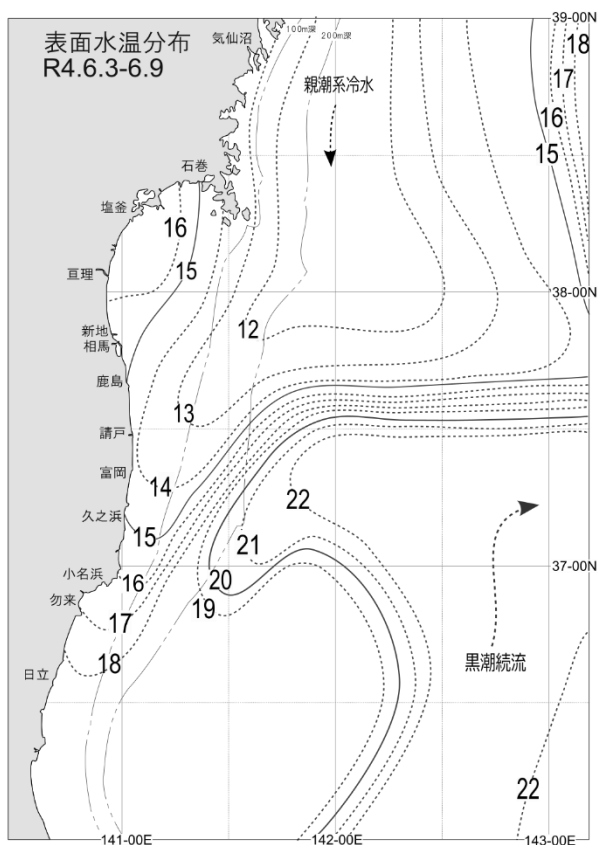 表面水温分布
R4.6.3-6.9
気仙沼
100m深
200m深
39-00N
18
17
親潮系冷水
16
15
石巻
塩釜
16
15
亘理
38-00N
新地
12
相馬
鹿島
13
請戸
富岡
14
22
久之浜
15
21
37-00N
小名浜
16
20
勿来
19
17
18
黒潮続流
日立
22
141-00E
142-00E
143-00E